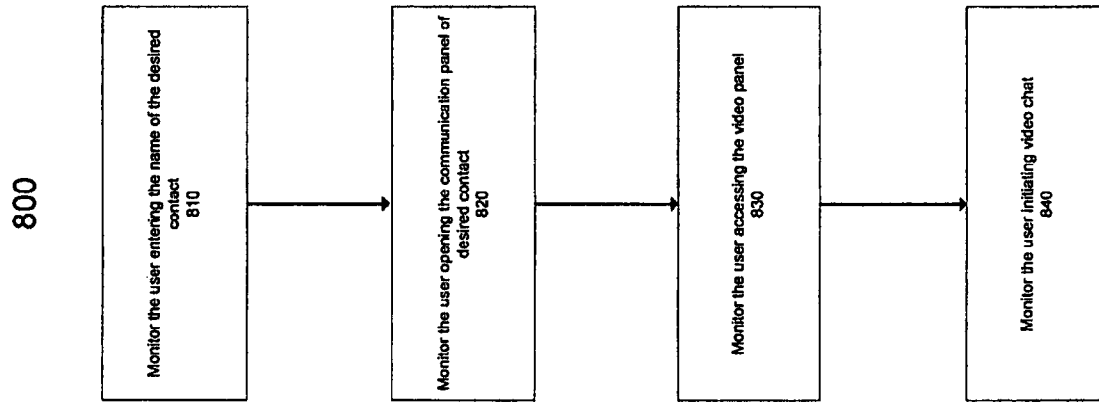 800
Monitor the user entering the name of the desired
contact
810
Monitor the user opening the communication panel of
desired contact
820
Monitor the user accessing the video panel
830
Monitor the user initiating video chat
840